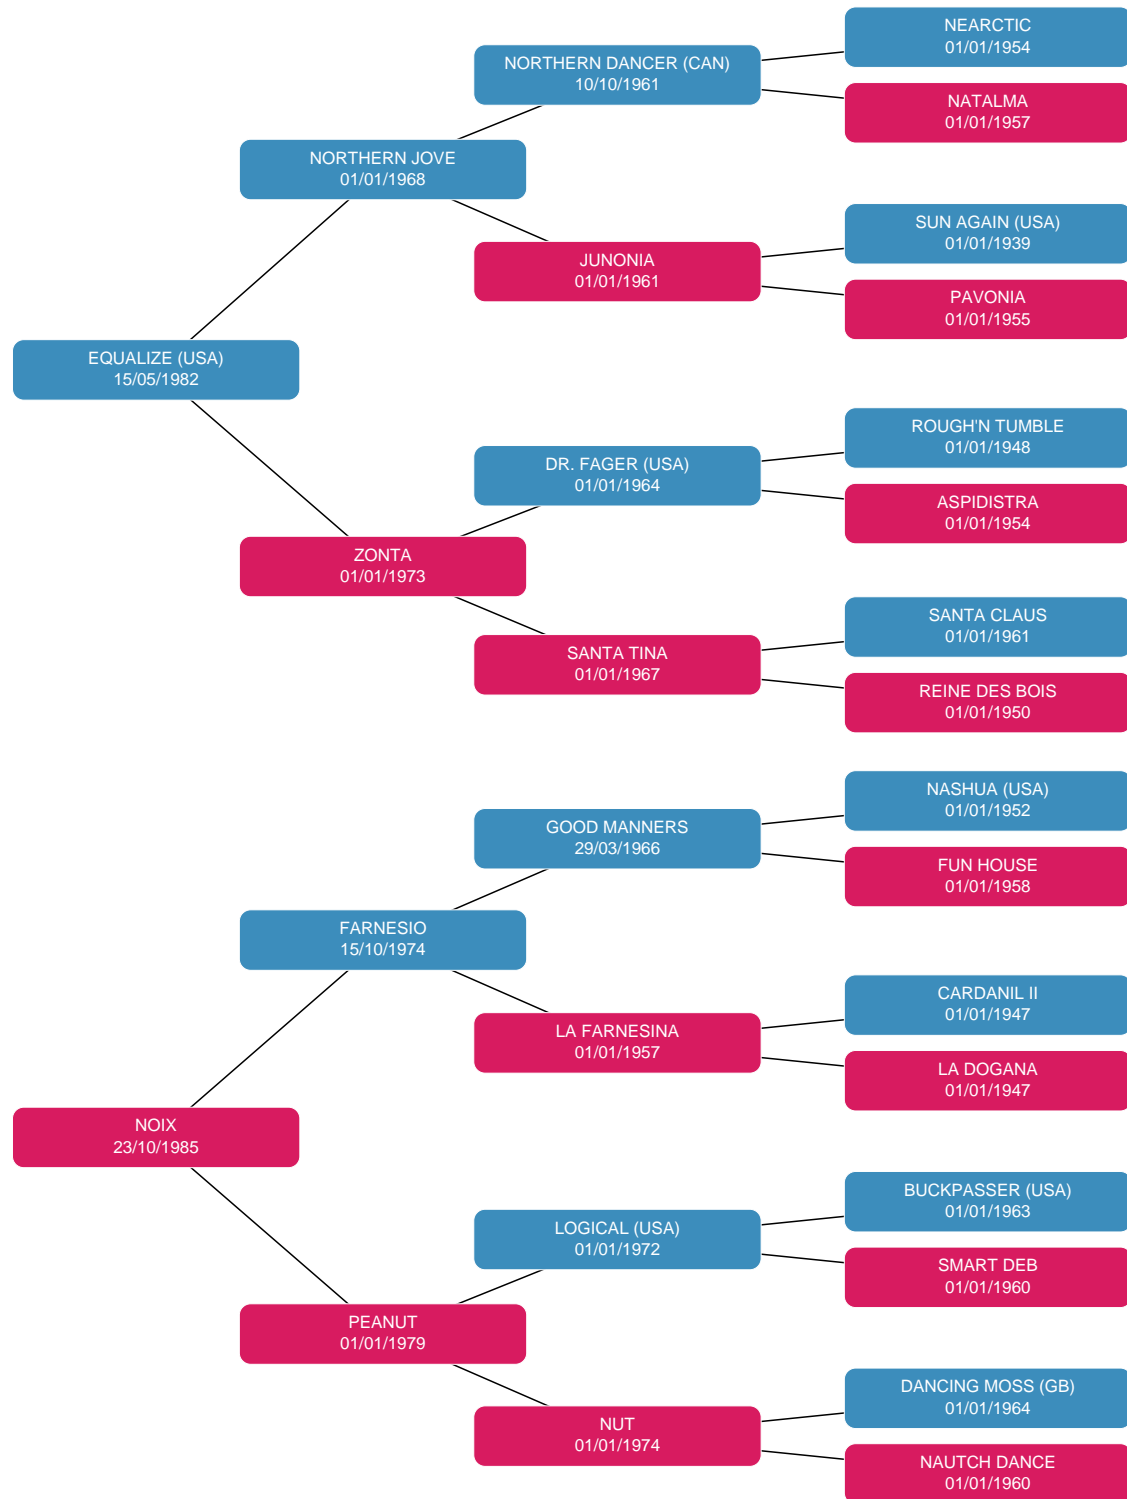 NEARCTIC
01/01/1954
NORTHERN DANCER (CAN)
10/10/1961
NATALMA
01/01/1957
NORTHERN JOVE
01/01/1968
SUN AGAIN (USA)
01/01/1939
JUNONIA
01/01/1961
PAVONIA
01/01/1955
EQUALIZE (USA)
15/05/1982
ROUGH'N TUMBLE
01/01/1948
DR. FAGER (USA)
01/01/1964
ASPIDISTRA
01/01/1954
ZONTA
01/01/1973
SANTA CLAUS
01/01/1961
SANTA TINA
01/01/1967
REINE DES BOIS
01/01/1950
NASHUA (USA)
01/01/1952
GOOD MANNERS
29/03/1966
FUN HOUSE
01/01/1958
FARNESIO
15/10/1974
CARDANIL II
01/01/1947
LA FARNESINA
01/01/1957
LA DOGANA
01/01/1947
NOIX
23/10/1985
BUCKPASSER (USA)
01/01/1963
LOGICAL (USA)
01/01/1972
SMART DEB
01/01/1960
PEANUT
01/01/1979
DANCING MOSS (GB)
01/01/1964
NUT
01/01/1974
NAUTCH DANCE
01/01/1960